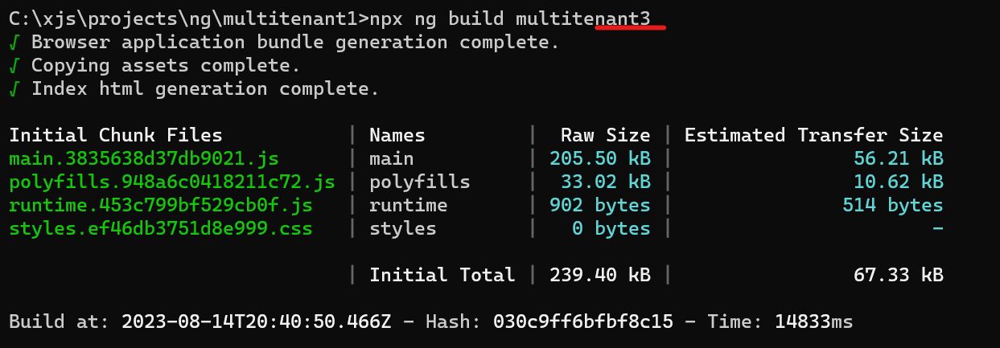 C:\xjs\projects\ng\multitenant1>npx ng build multitenant3
√ Browser application bundle generation complete.
√ Copying assets complete.
√ Index html generation complete.
Initial Chunk Files | Names | Raw Size | Estimated Transfer Size
main.3835638d37db9021.js | main | 205.50 kB | 56.21 kB
polyfills.948a6c0418211c72.js | polyfills | 33.02 kB | 10.62 kB
runtime.453c799bf529cb0f.js | runtime | 902 bytes | 514 bytes
styles.ef46db3751d8e999.css | styles | 0 bytes | -
| Initial Total | 239.40 kB | 67.33 kB
Build at: 2023-08-14T20:40:50.466Z - Hash: 030c9ff6bfbf8c15 - Time: 14833ms